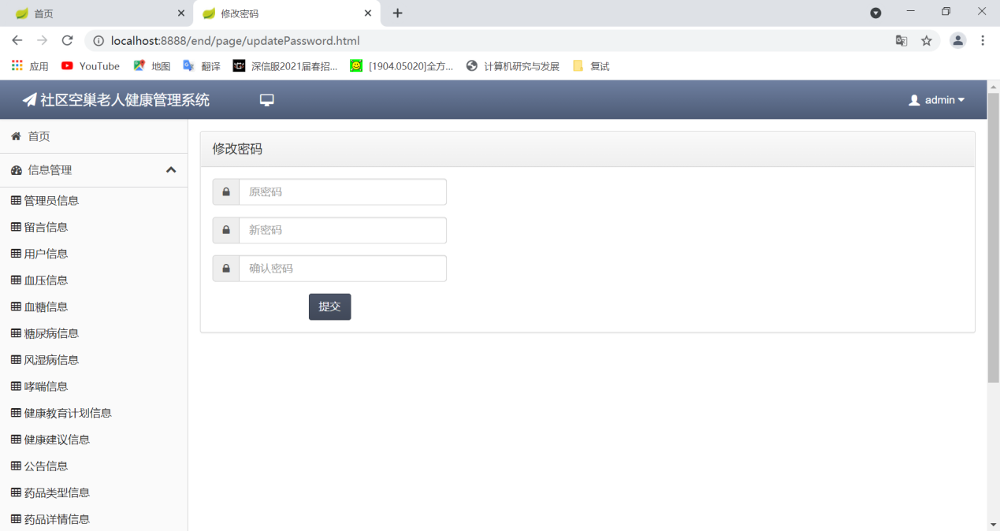 首页
修改密码
localhost:8888/end/page/updatePassword.html
应用 YouTube 地图 翻译 深信服2021届春招... [1904.05020]全方... 计算机研究与发展 复试
社区空巢老人健康管理系统 admin
首页
信息管理
管理员信息
留言信息
用户信息
血压信息
血糖信息
糖尿病信息
风湿病信息
哮喘信息
健康教育计划信息
健康建议信息
公告信息
药品类型信息
药品详情信息
修改密码
原密码
新密码
确认密码
提交